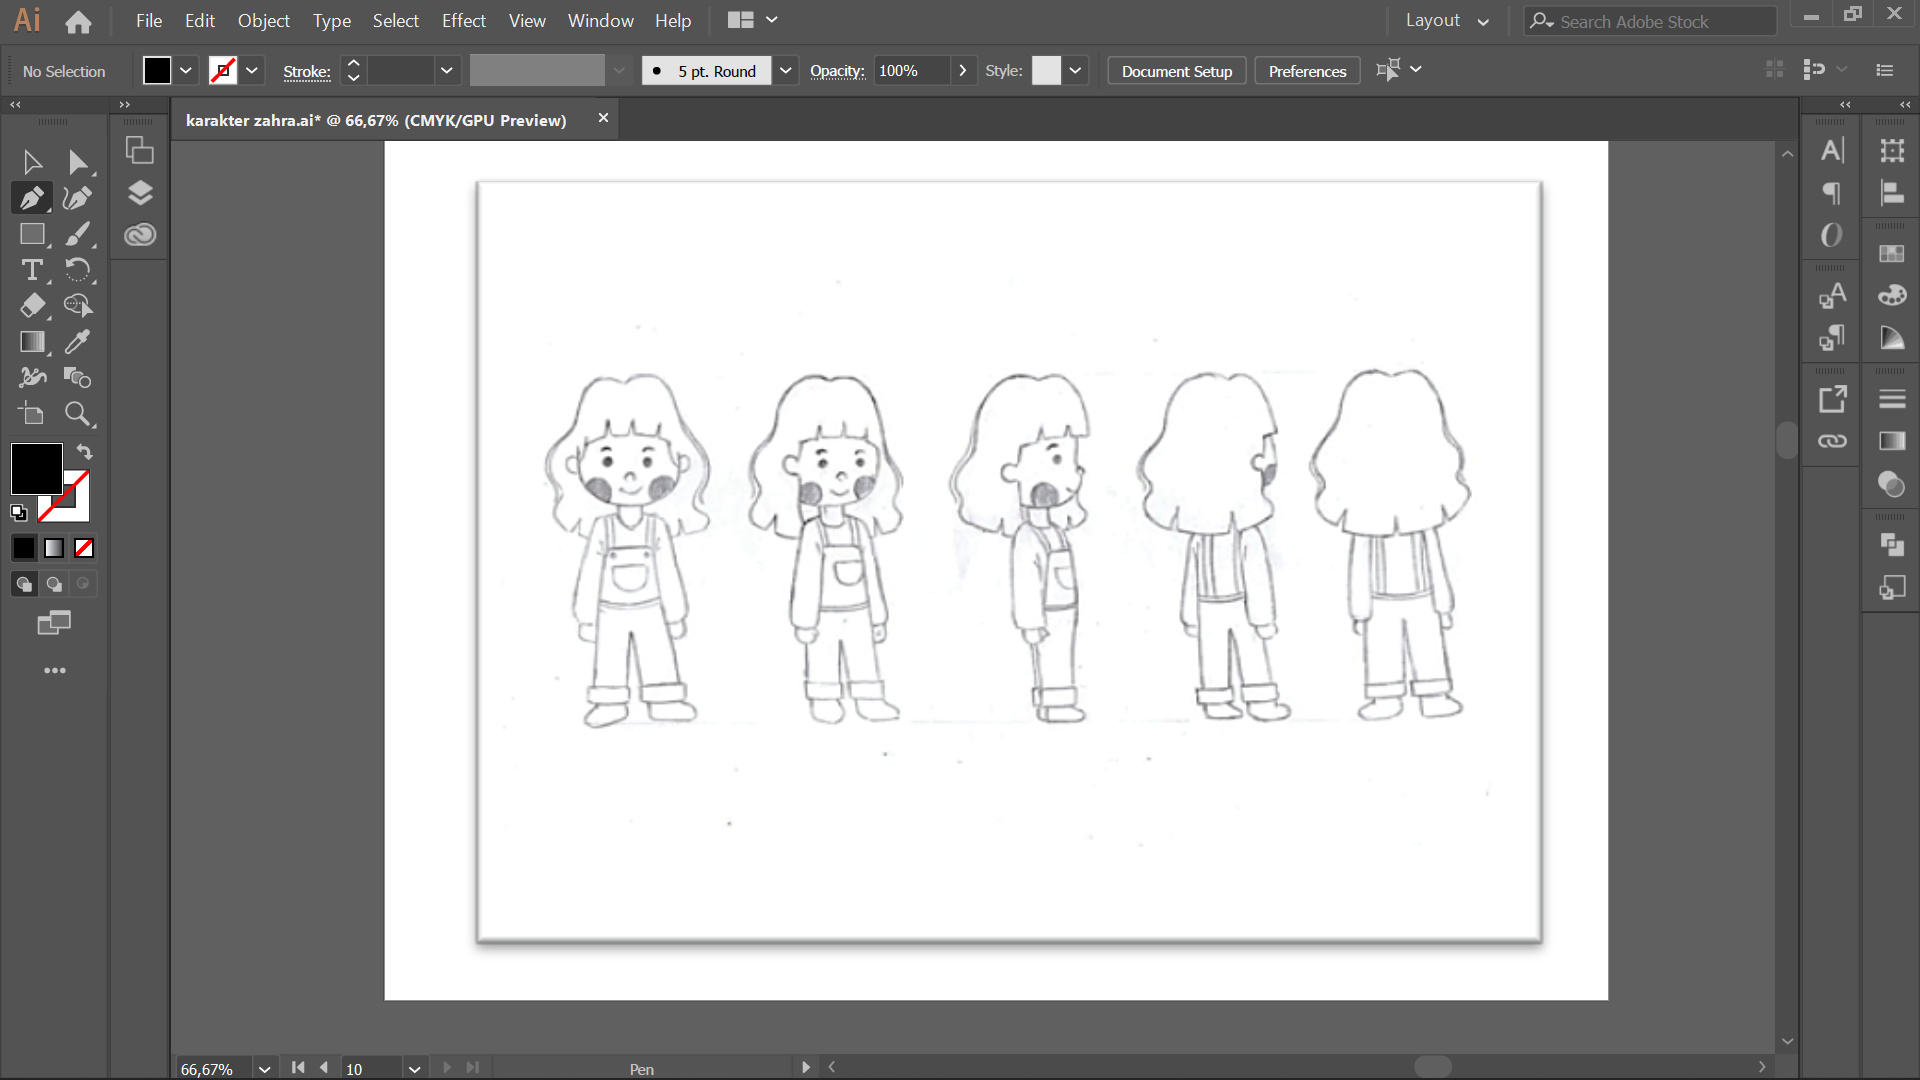 Ai File Edit Object Type Select Effect View Window Help Layout Search Adobe Stock
No Selection Stroke: 5 pt. Round Opacity: 100% Style: Document Setup Preferences
karakter zahra.ai* @ 66,67% (CMYK/GPU Preview)
66,67% 10 Pen